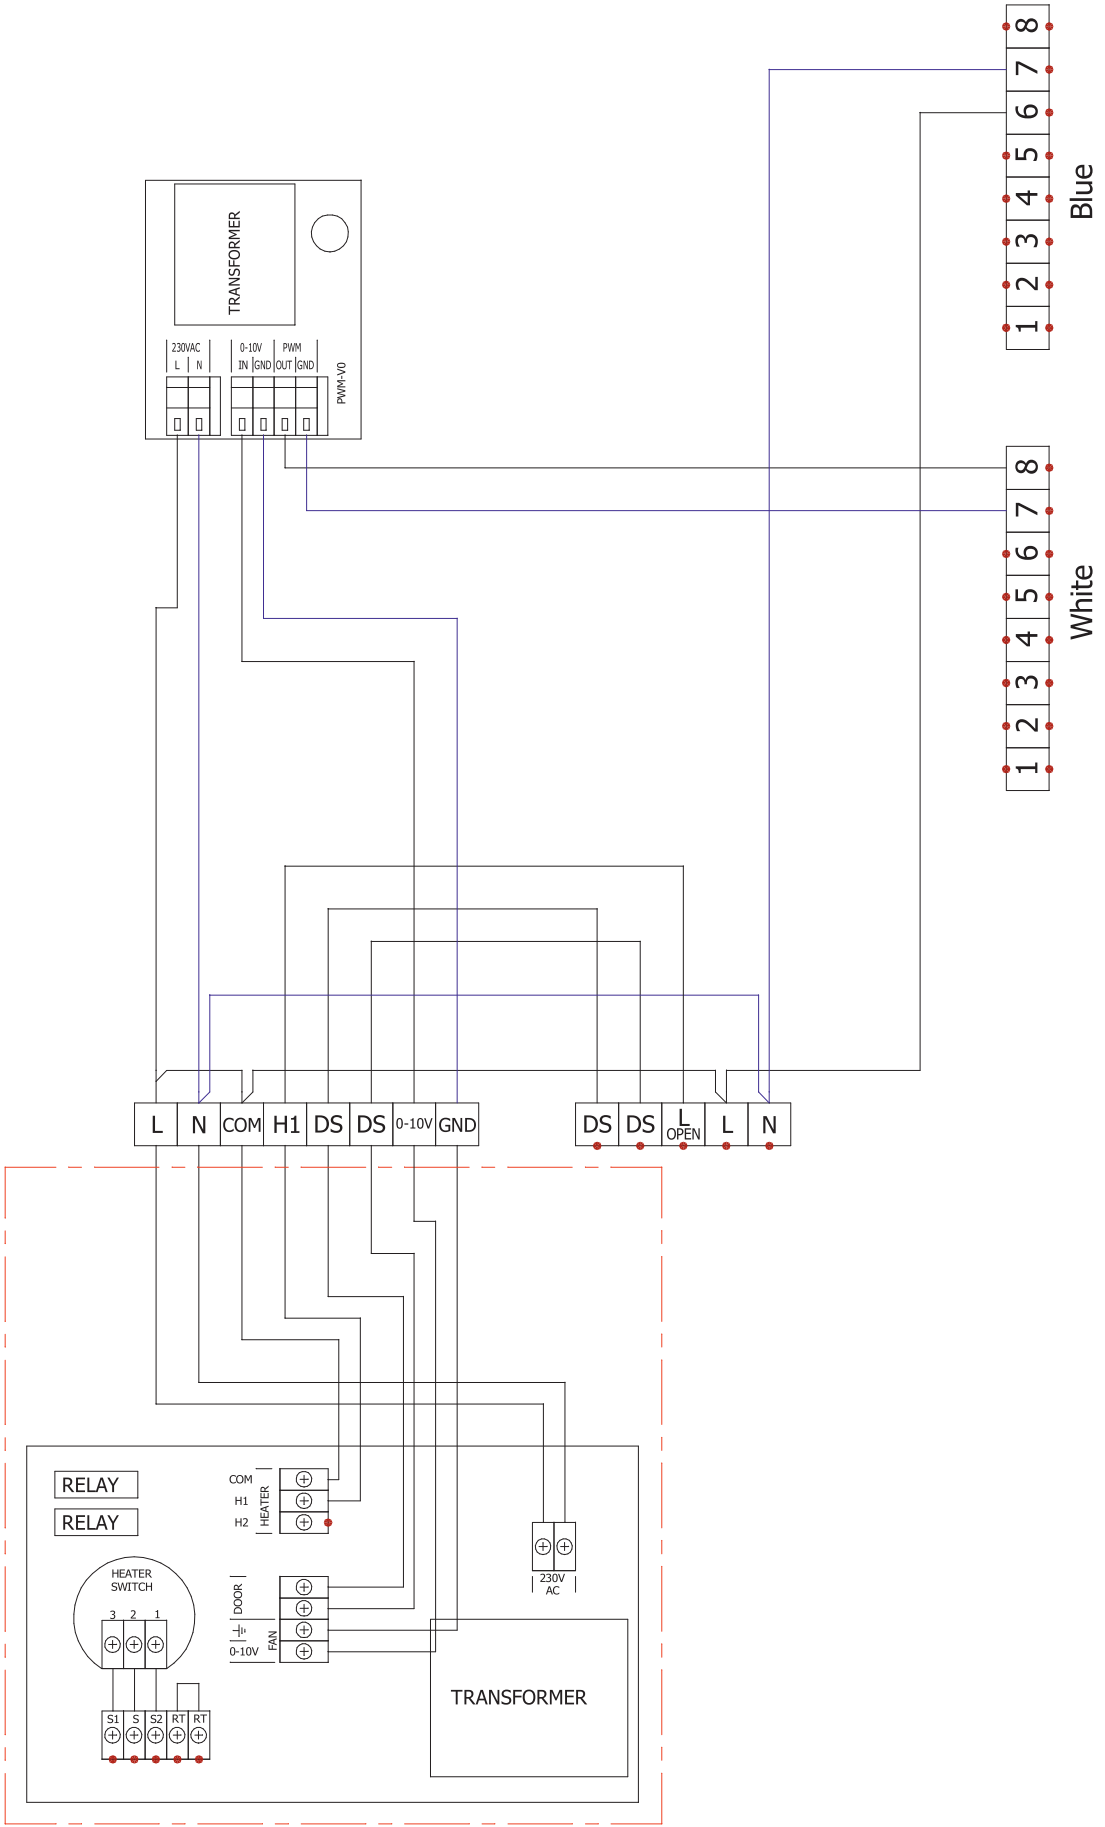 8
7
6
5
4
3
2
1
Blue
TRANSFORMER
230VAC
0-10V
PWM
L
N
IN
GND
OUT
GND
PWM-V0
8
7
6
5
4
3
2
1
White
L
N
COM
H1
DS
DS
0-10V
GND
DS
DS
L
OPEN
L
N
RELAY
RELAY
COM
H1
H2
HEATER
HEATER
SWITCH
3
2
1
S1
S
S2
RT
RT
DOOR
FAN
0-10V
230V
AC
TRANSFORMER